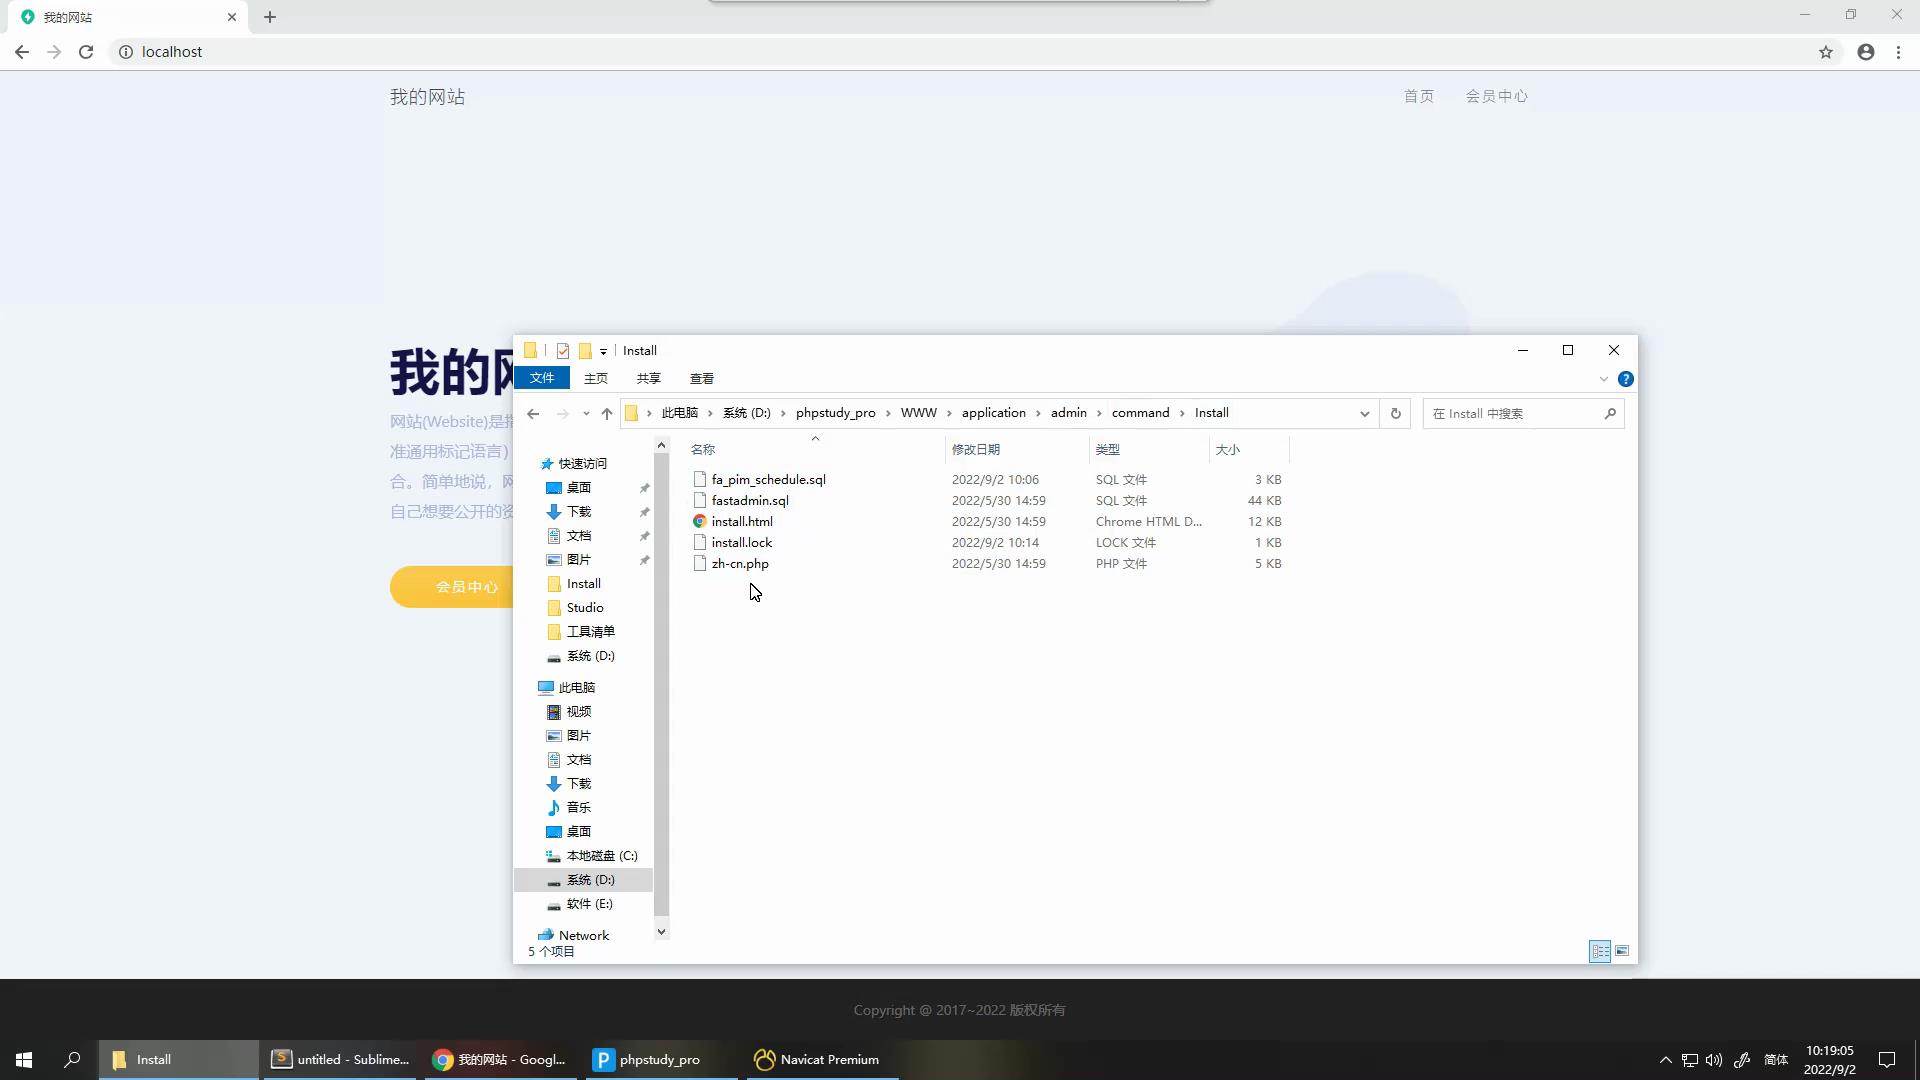 我的网站
localhost
我的网站
首页 会员中心
我的网
网站(Website)是指
准通用标记语言)
合。简单地说，网
自己想要公开的资
会员中心
Install
文件 主页 共享 查看
此电脑 系统 (D:) phpstudy_pro WWW application admin command Install
在 Install 中搜索
快速访问
桌面
下载
文档
图片
Install
Studio
工具清单
系统 (D:)
此电脑
视频
图片
文档
下载
音乐
桌面
本地磁盘 (C:)
系统 (D:)
软件 (E:)
Network
名称 修改日期 类型 大小
fa_pim_schedule.sql 2022/9/2 10:06 SQL 文件 3 KB
fastadmin.sql 2022/5/30 14:59 SQL 文件 44 KB
install.html 2022/5/30 14:59 Chrome HTML D... 12 KB
install.lock 2022/9/2 10:14 LOCK 文件 1 KB
zh-cn.php 2022/5/30 14:59 PHP 文件 5 KB
5 个项目
Copyright @ 2017~2022 版权所有
Install
untitled - Sublime...
我的网站 - Googl...
phpstudy_pro
Navicat Premium
简体
10:19:05
2022/9/2